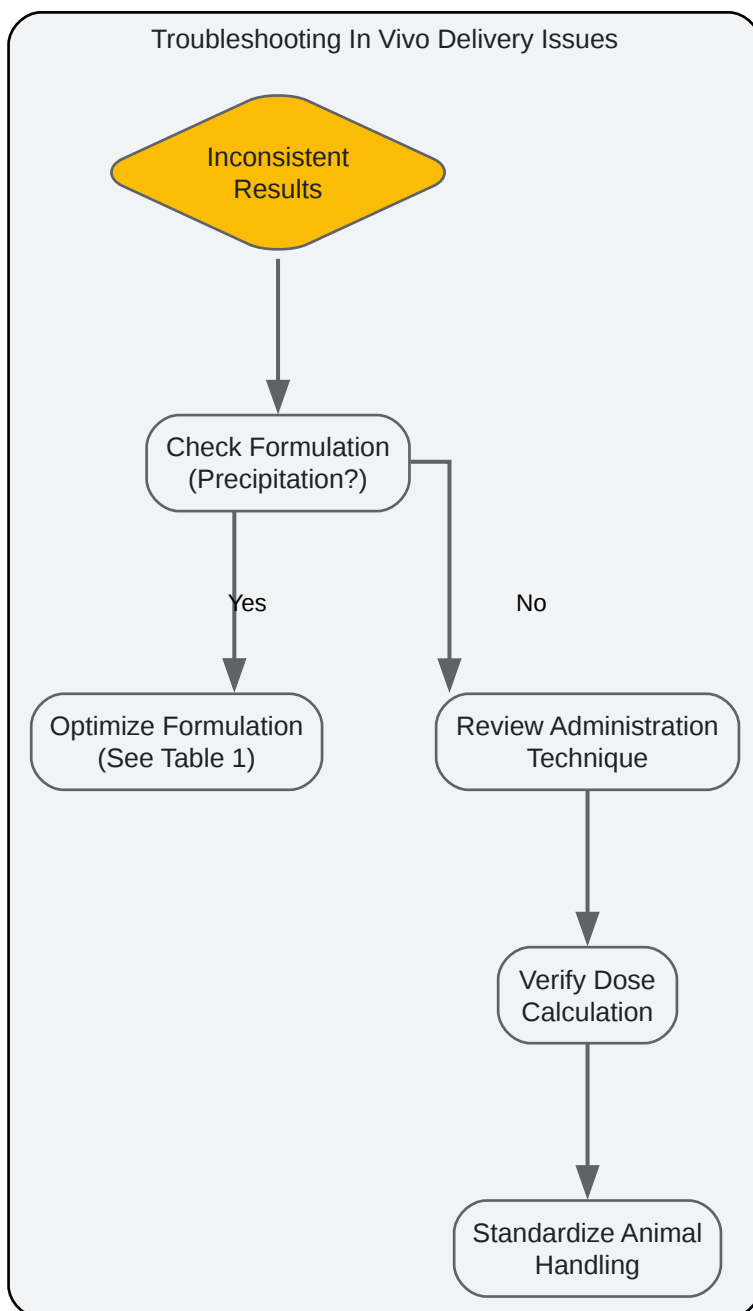 Troubleshooting In Vivo Delivery Issues
Inconsistent
Results
Check Formulation
(Precipitation?)
Yes
No
Optimize Formulation
(See Table 1)
Review Administration
Technique
Verify Dose
Calculation
Standardize Animal
Handling